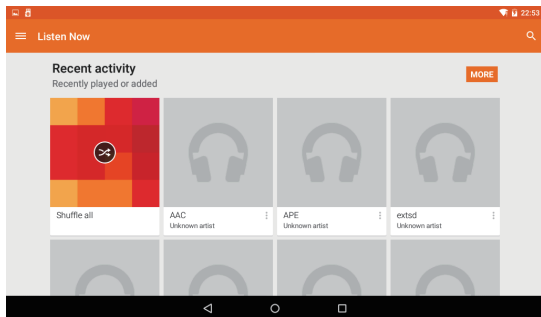 22:53
Listen Now
Recent activity
Recently played or added
MORE
Shuffle all
AAC
Unknown artist
APE
Unknown artist
extsd
Unknown artist